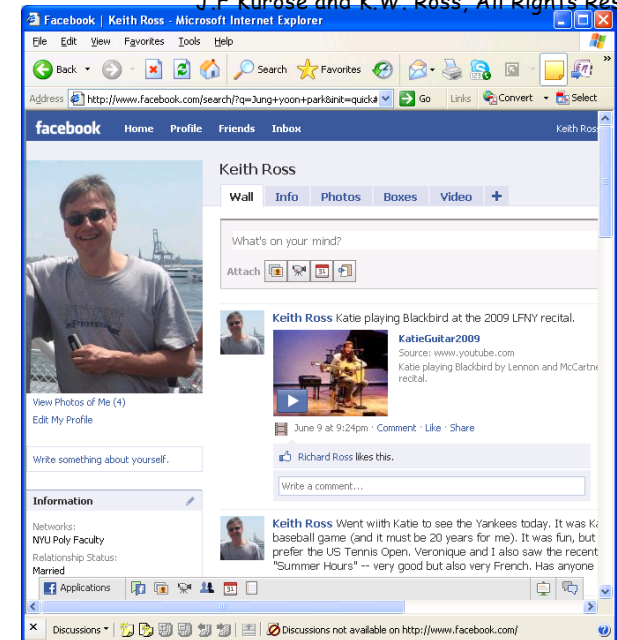 J.F Kurose and K.W. Ross, All Rights Res
Facebook | Keith Ross - Microsoft Internet Explorer
File Edit View Favorites Tools Help
Back Search Favorites
Address http://www.facebook.com/search/?q=Jung+yoon+park&init=quick# Go Links Convert Select
facebook Home Profile Friends Inbox Keith Ros
Keith Ross
Wall Info Photos Boxes Video +
What's on your mind?
Attach 31
Keith Ross Katie playing Blackbird at the 2009 LFNY recital.
KatieGuitar2009
Source: www.youtube.com
Katie playing Blackbird by Lennon and McCartne
recital.
View Photos of Me (4)
June 9 at 9:24pm · Comment · Like · Share
Edit My Profile
Richard Ross likes this.
Write something about yourself.
Write a comment...
Information
Keith Ross Went wiith Katie to see the Yankees today. It was Ka
Networks:
baseball game (and it must be 20 years for me). It was fun, but
NYU Poly Faculty
prefer the US Tennis Open. Veronique and I also saw the recent
Relationship Status:
"Summer Hours" -- very good but also very French. Has anyone
Married
Applications 31
Discussions Discussions not available on http://www.facebook.com/